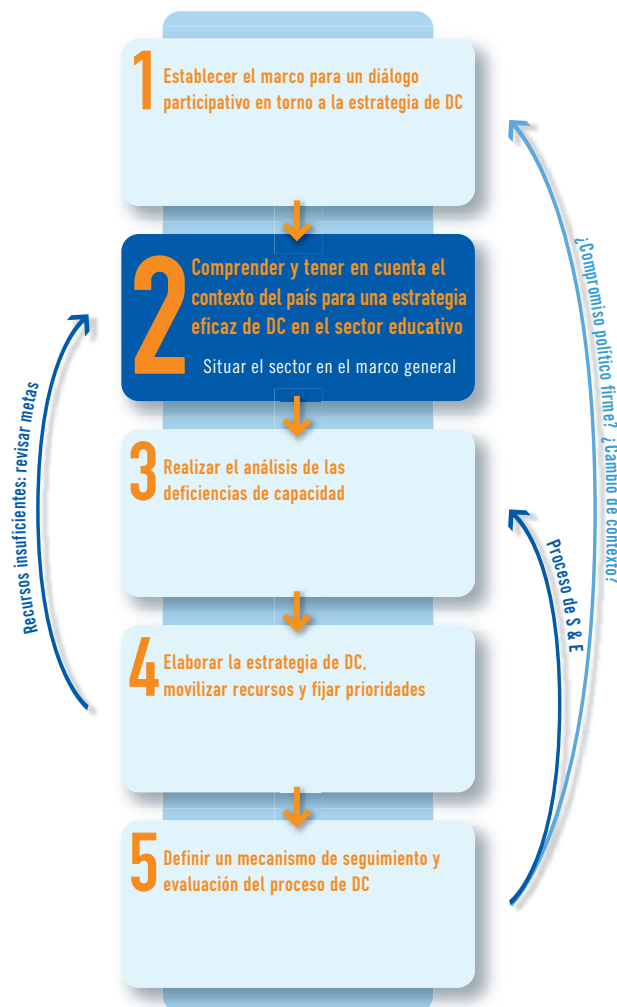 1
Establecer el marco para un diálogo
participativo en torno a la estrategia de DC
2
Comprender y tener en cuenta el
contexto del país para una estrategia
eficaz de DC en el sector educativo
Situar el sector en el marco general
3
Realizar el análisis de las
deficiencias de capacidad
4
Elaborar la estrategia de DC,
movilizar recursos y fijar prioridades
5
Definir un mecanismo de seguimiento y
evaluación del proceso de DC
Recursos insuficientes: revisar metas
Proceso de S & E
¿Compromiso político firme? ¿Cambio de contexto?